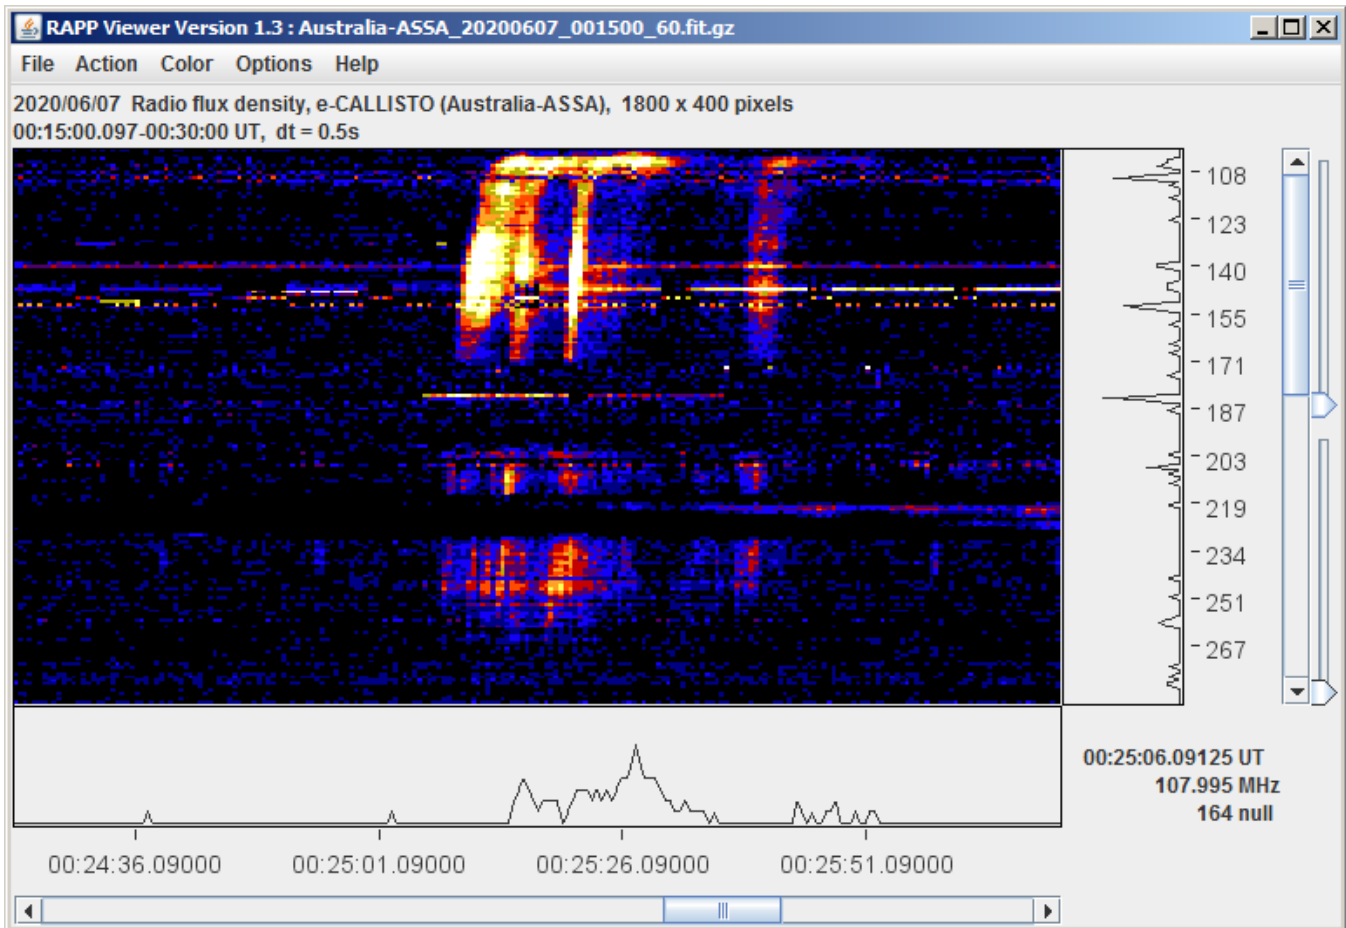 RAPP Viewer Version 1.3 : Australia-ASSA_20200607_001500_60.fit.gz
File Action Color Options Help
2020/06/07 Radio flux density, e-CALLISTO (Australia-ASSA), 1800 x 400 pixels
00:15:00.097-00:30:00 UT, dt = 0.5s
108
123
140
155
171
187
203
219
234
251
267
00:25:06.09125 UT
107.995 MHz
164 null
00:24:36.09000 00:25:01.09000 00:25:26.09000 00:25:51.09000